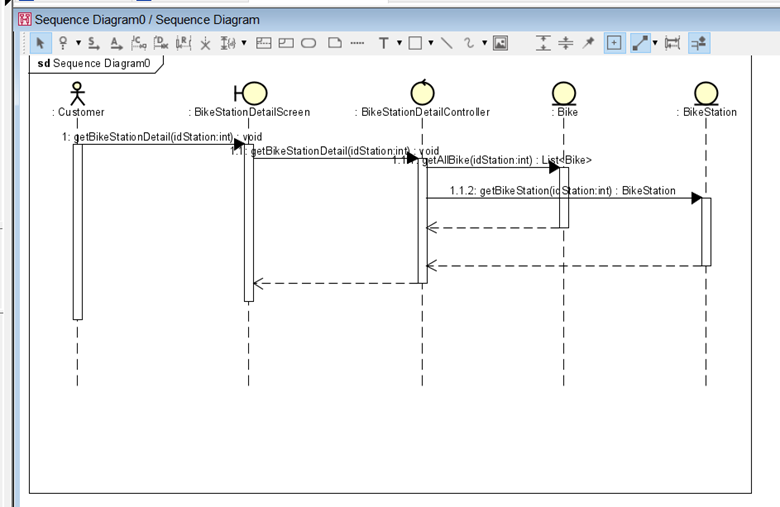 Sequence Diagram0 / Sequence Diagram
sd Sequence Diagram0
: Customer
: BikeStationDetailScreen
: BikeStationDetailController
: Bike
: BikeStation
1: getBikeStationDetail(idStation:int) : void
1.1: getBikeStationDetail(idStation:int) : void
1.1.1: getAllBike(idStation:int) : List<Bike>
1.1.2: getBikeStation(idStation:int) : BikeStation